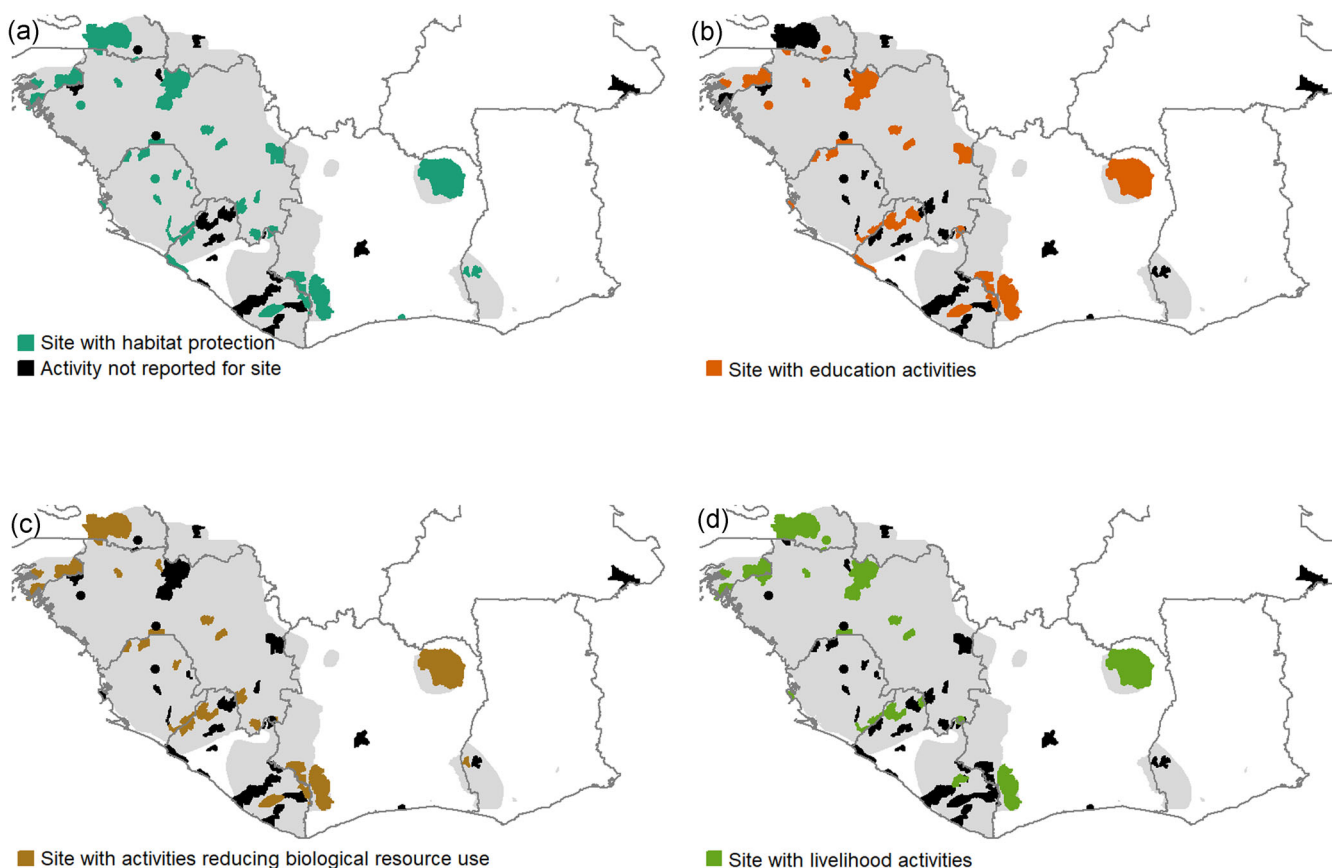 (a)
Site with habitat protection
Activity not reported for site
(b)
Site with education activities
(c)
Site with activities reducing biological resource use
(d)
Site with livelihood activities